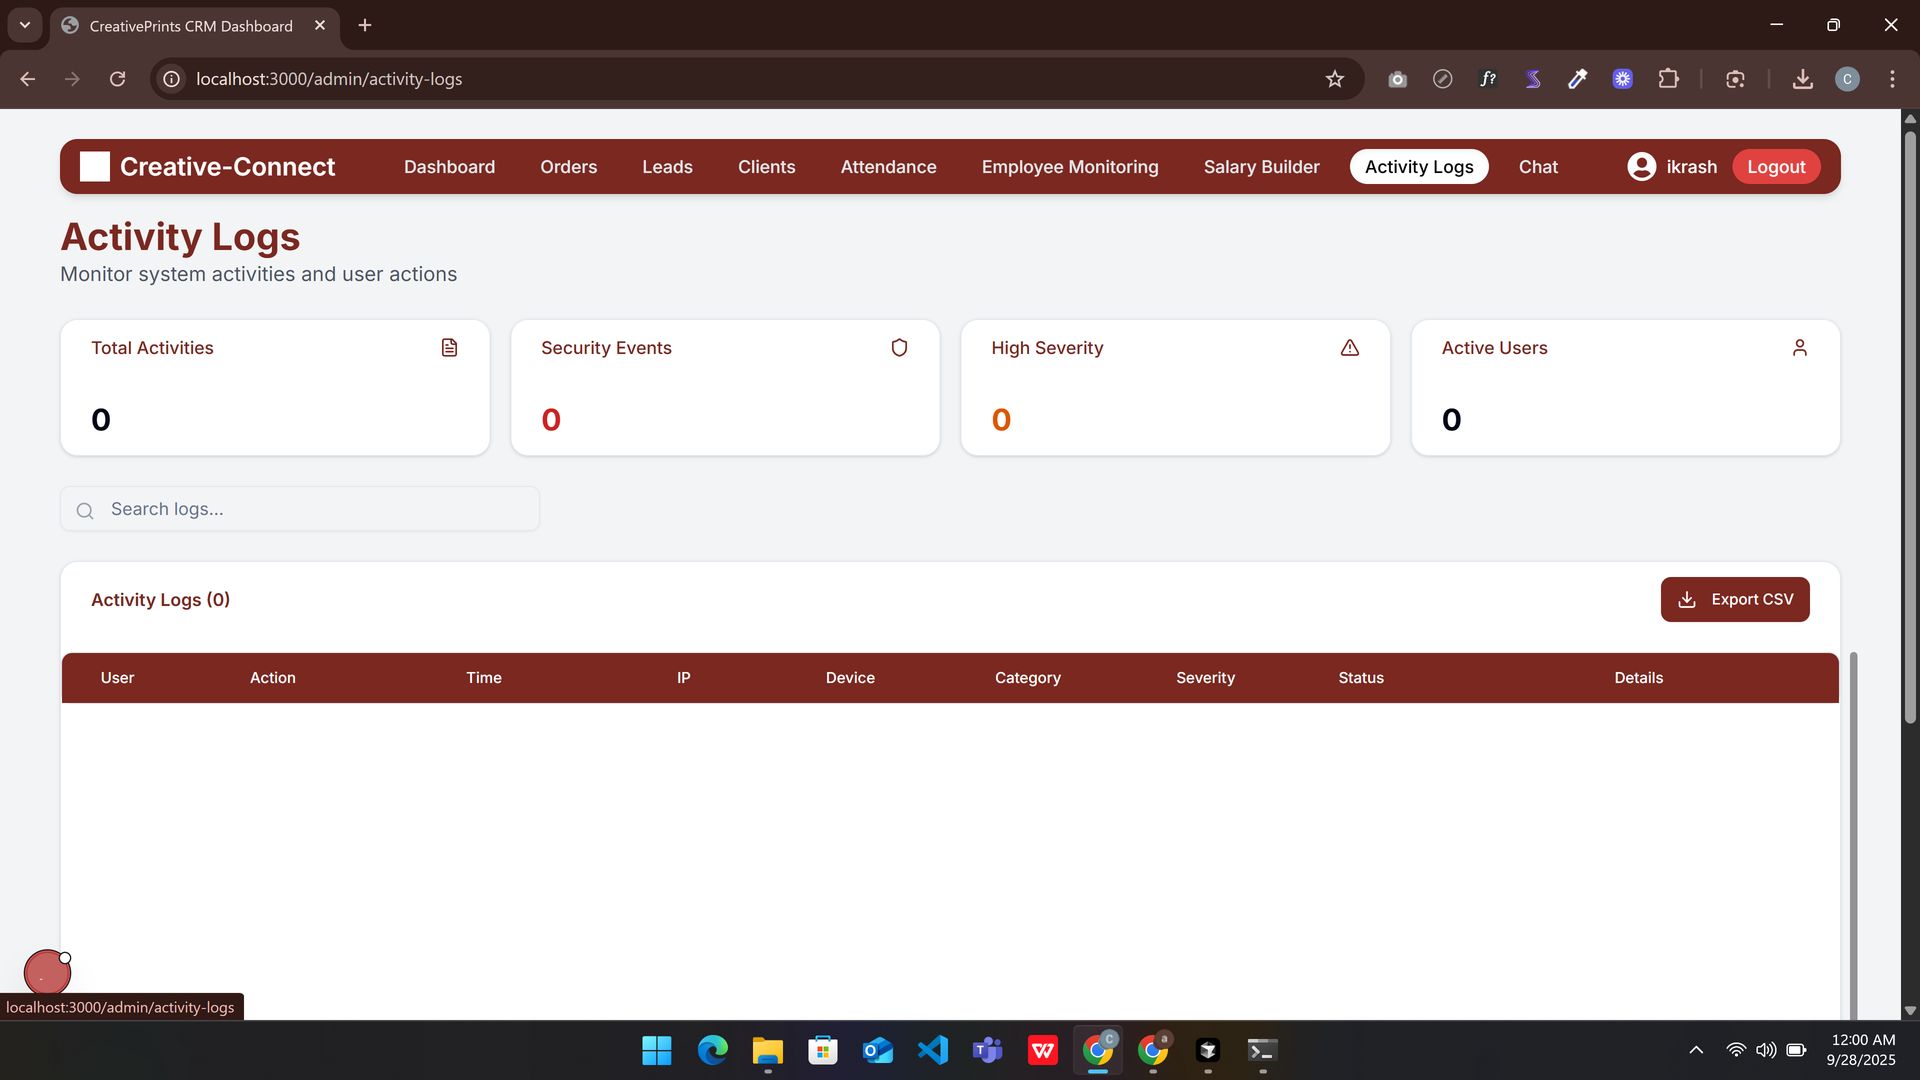 CreativePrints CRM Dashboard
localhost:3000/admin/activity-logs
f?
C
Creative-Connect
Dashboard
Orders
Leads
Clients
Attendance
Employee Monitoring
Salary Builder
Activity Logs
Chat
ikrash
Logout
Activity Logs
Monitor system activities and user actions
Total Activities
Security Events
High Severity
Active Users
0
0
0
0
Search logs...
Activity Logs (0)
Export CSV
User
Action
Time
IP
Device
Category
Severity
Status
Details
localhost:3000/admin/activity-logs
C
a
12:00 AM
9/28/2025